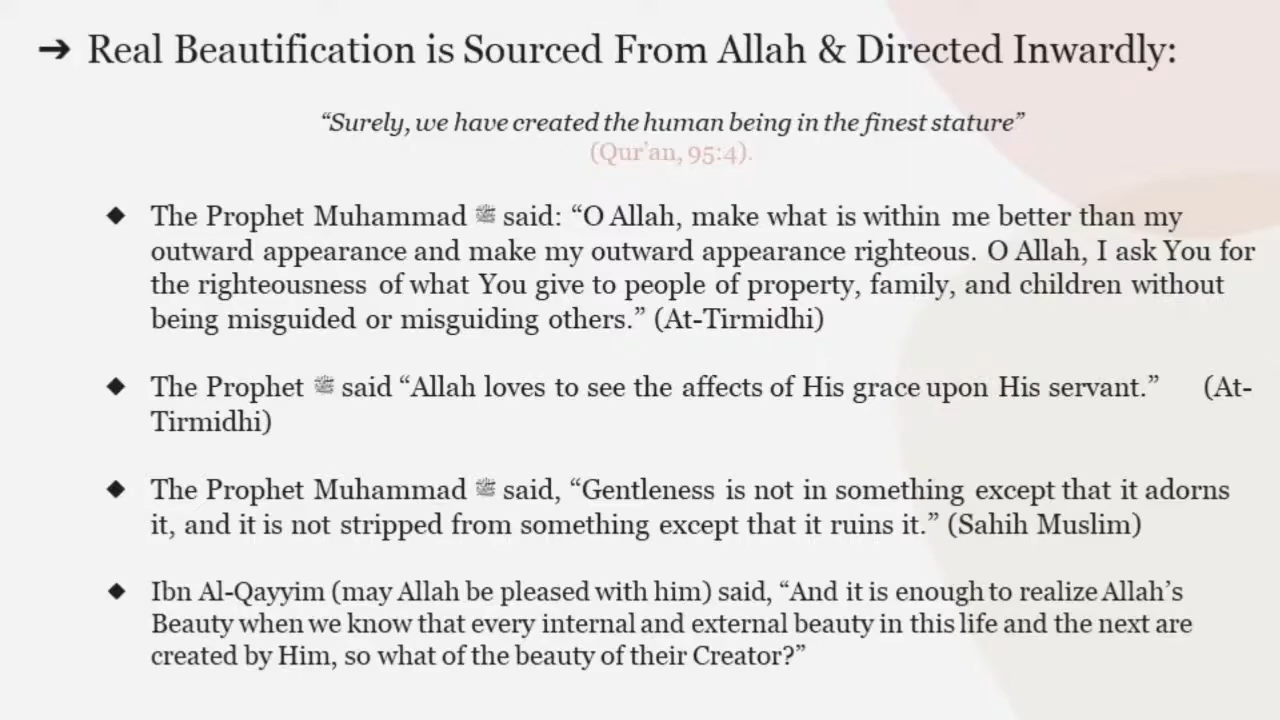 ➔ Real Beautification is Sourced From Allah & Directed Inwardly:
“Surely, we have created the human being in the finest stature”
(Qur’an, 95:4).
◆ The Prophet Muhammad ﷺ said: “O Allah, make what is within me better than my
outward appearance and make my outward appearance righteous. O Allah, I ask You for
the righteousness of what You give to people of property, family, and children without
being misguided or misguiding others.” (At-Tirmidhi)
◆ The Prophet ﷺ said “Allah loves to see the affects of His grace upon His servant.” (At-
Tirmidhi)
◆ The Prophet Muhammad ﷺ said, “Gentleness is not in something except that it adorns
it, and it is not stripped from something except that it ruins it.” (Sahih Muslim)
◆ Ibn Al-Qayyim (may Allah be pleased with him) said, “And it is enough to realize Allah’s
Beauty when we know that every internal and external beauty in this life and the next are
created by Him, so what of the beauty of their Creator?”